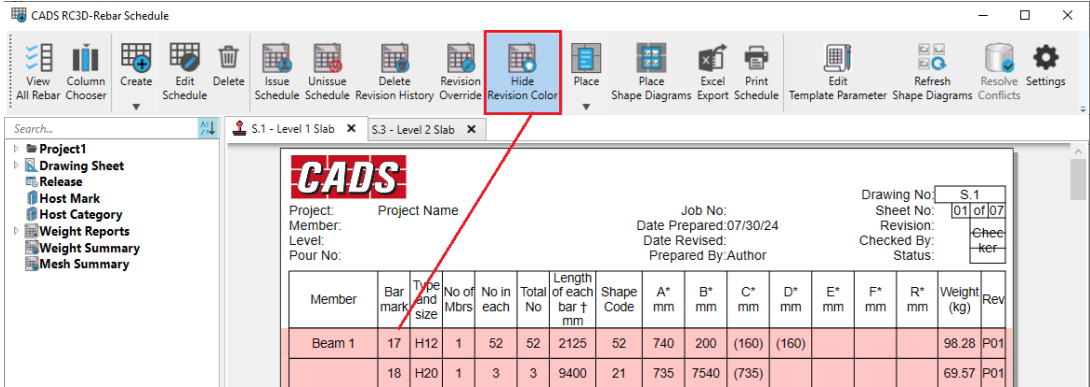 CADS RC3D-Rebar Schedule
View All Rebar
Column Chooser
Create
Edit Schedule
Delete
Issue Schedule
Unissue Schedule
Delete Revision History
Revision Override
Hide Revision Color
Place
Place Shape Diagrams
Excel Export
Print Schedule
Edit Template Parameter
Refresh Shape Diagrams
Resolve Conflicts
Settings
Search...
S.1 - Level 1 Slab
S.3 - Level 2 Slab
Project1
Drawing Sheet
Release
Host Mark
Host Category
Weight Reports
Weight Summary
Mesh Summary
CADS
Project: Project Name
Member:
Level:
Pour No:
Job No:
Date Prepared:07/30/24
Date Revised:
Prepared By:Author
Drawing No: S.1
Sheet No: 01 of 07
Revision:
Checked By: Chec
ker
Status:
Member Bar mark Type and size No of Mbrs No in each Total No Length of each bar † mm Shape Code A* mm B* mm C* mm D* mm E* mm F* mm R* mm Weight (kg) Rev
Beam 1 17 H12 1 52 52 2125 52 740 200 (160) (160) 98.28 P01
18 H20 1 3 3 9400 21 735 7540 (735) 69.57 P01